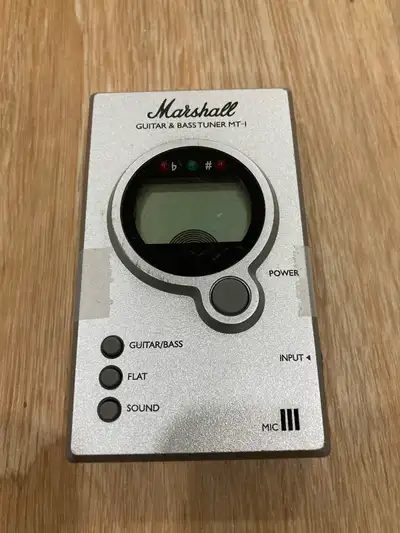 Marshall
GUITAR & BASS TUNER MT-1
♭ #
POWER
GUITAR/BASS
INPUT ◂
FLAT
SOUND
MIC